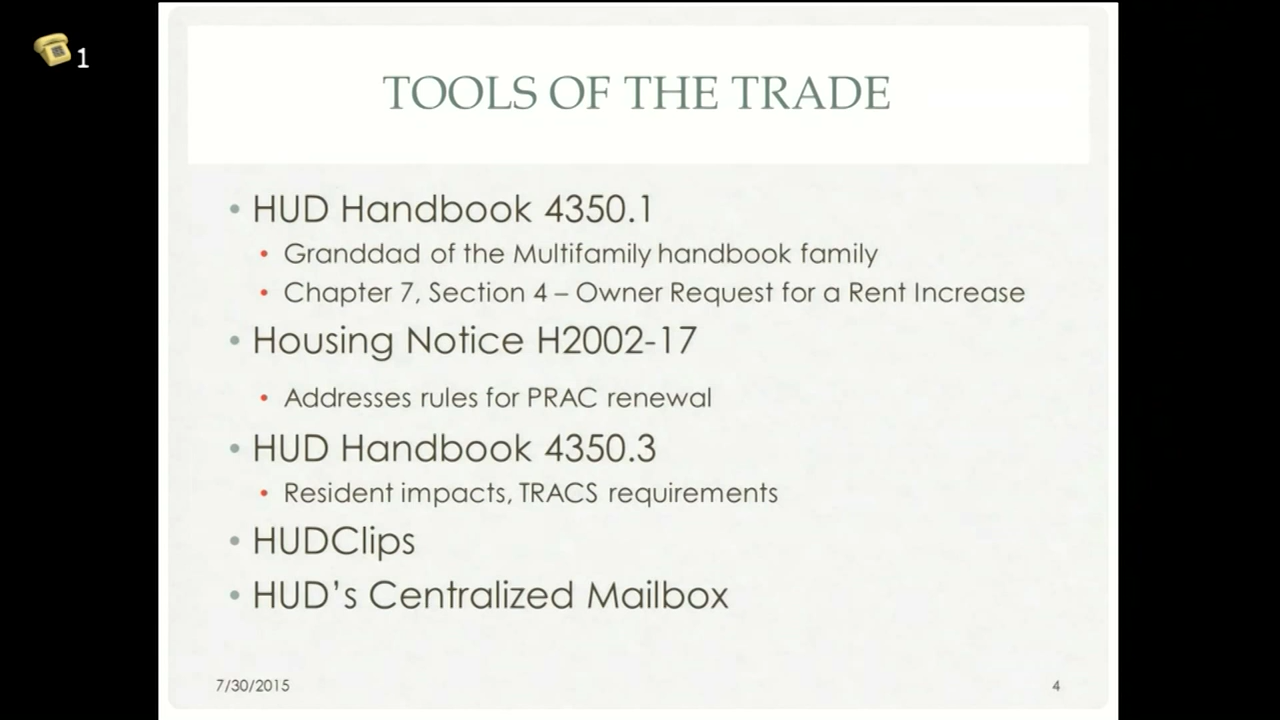 1
TOOLS OF THE TRADE
• HUD Handbook 4350.1
• Granddad of the Multifamily handbook family
• Chapter 7, Section 4 – Owner Request for a Rent Increase
• Housing Notice H2002-17
• Addresses rules for PRAC renewal
• HUD Handbook 4350.3
• Resident impacts, TRACS requirements
• HUDClips
• HUD’s Centralized Mailbox
7/30/2015
4